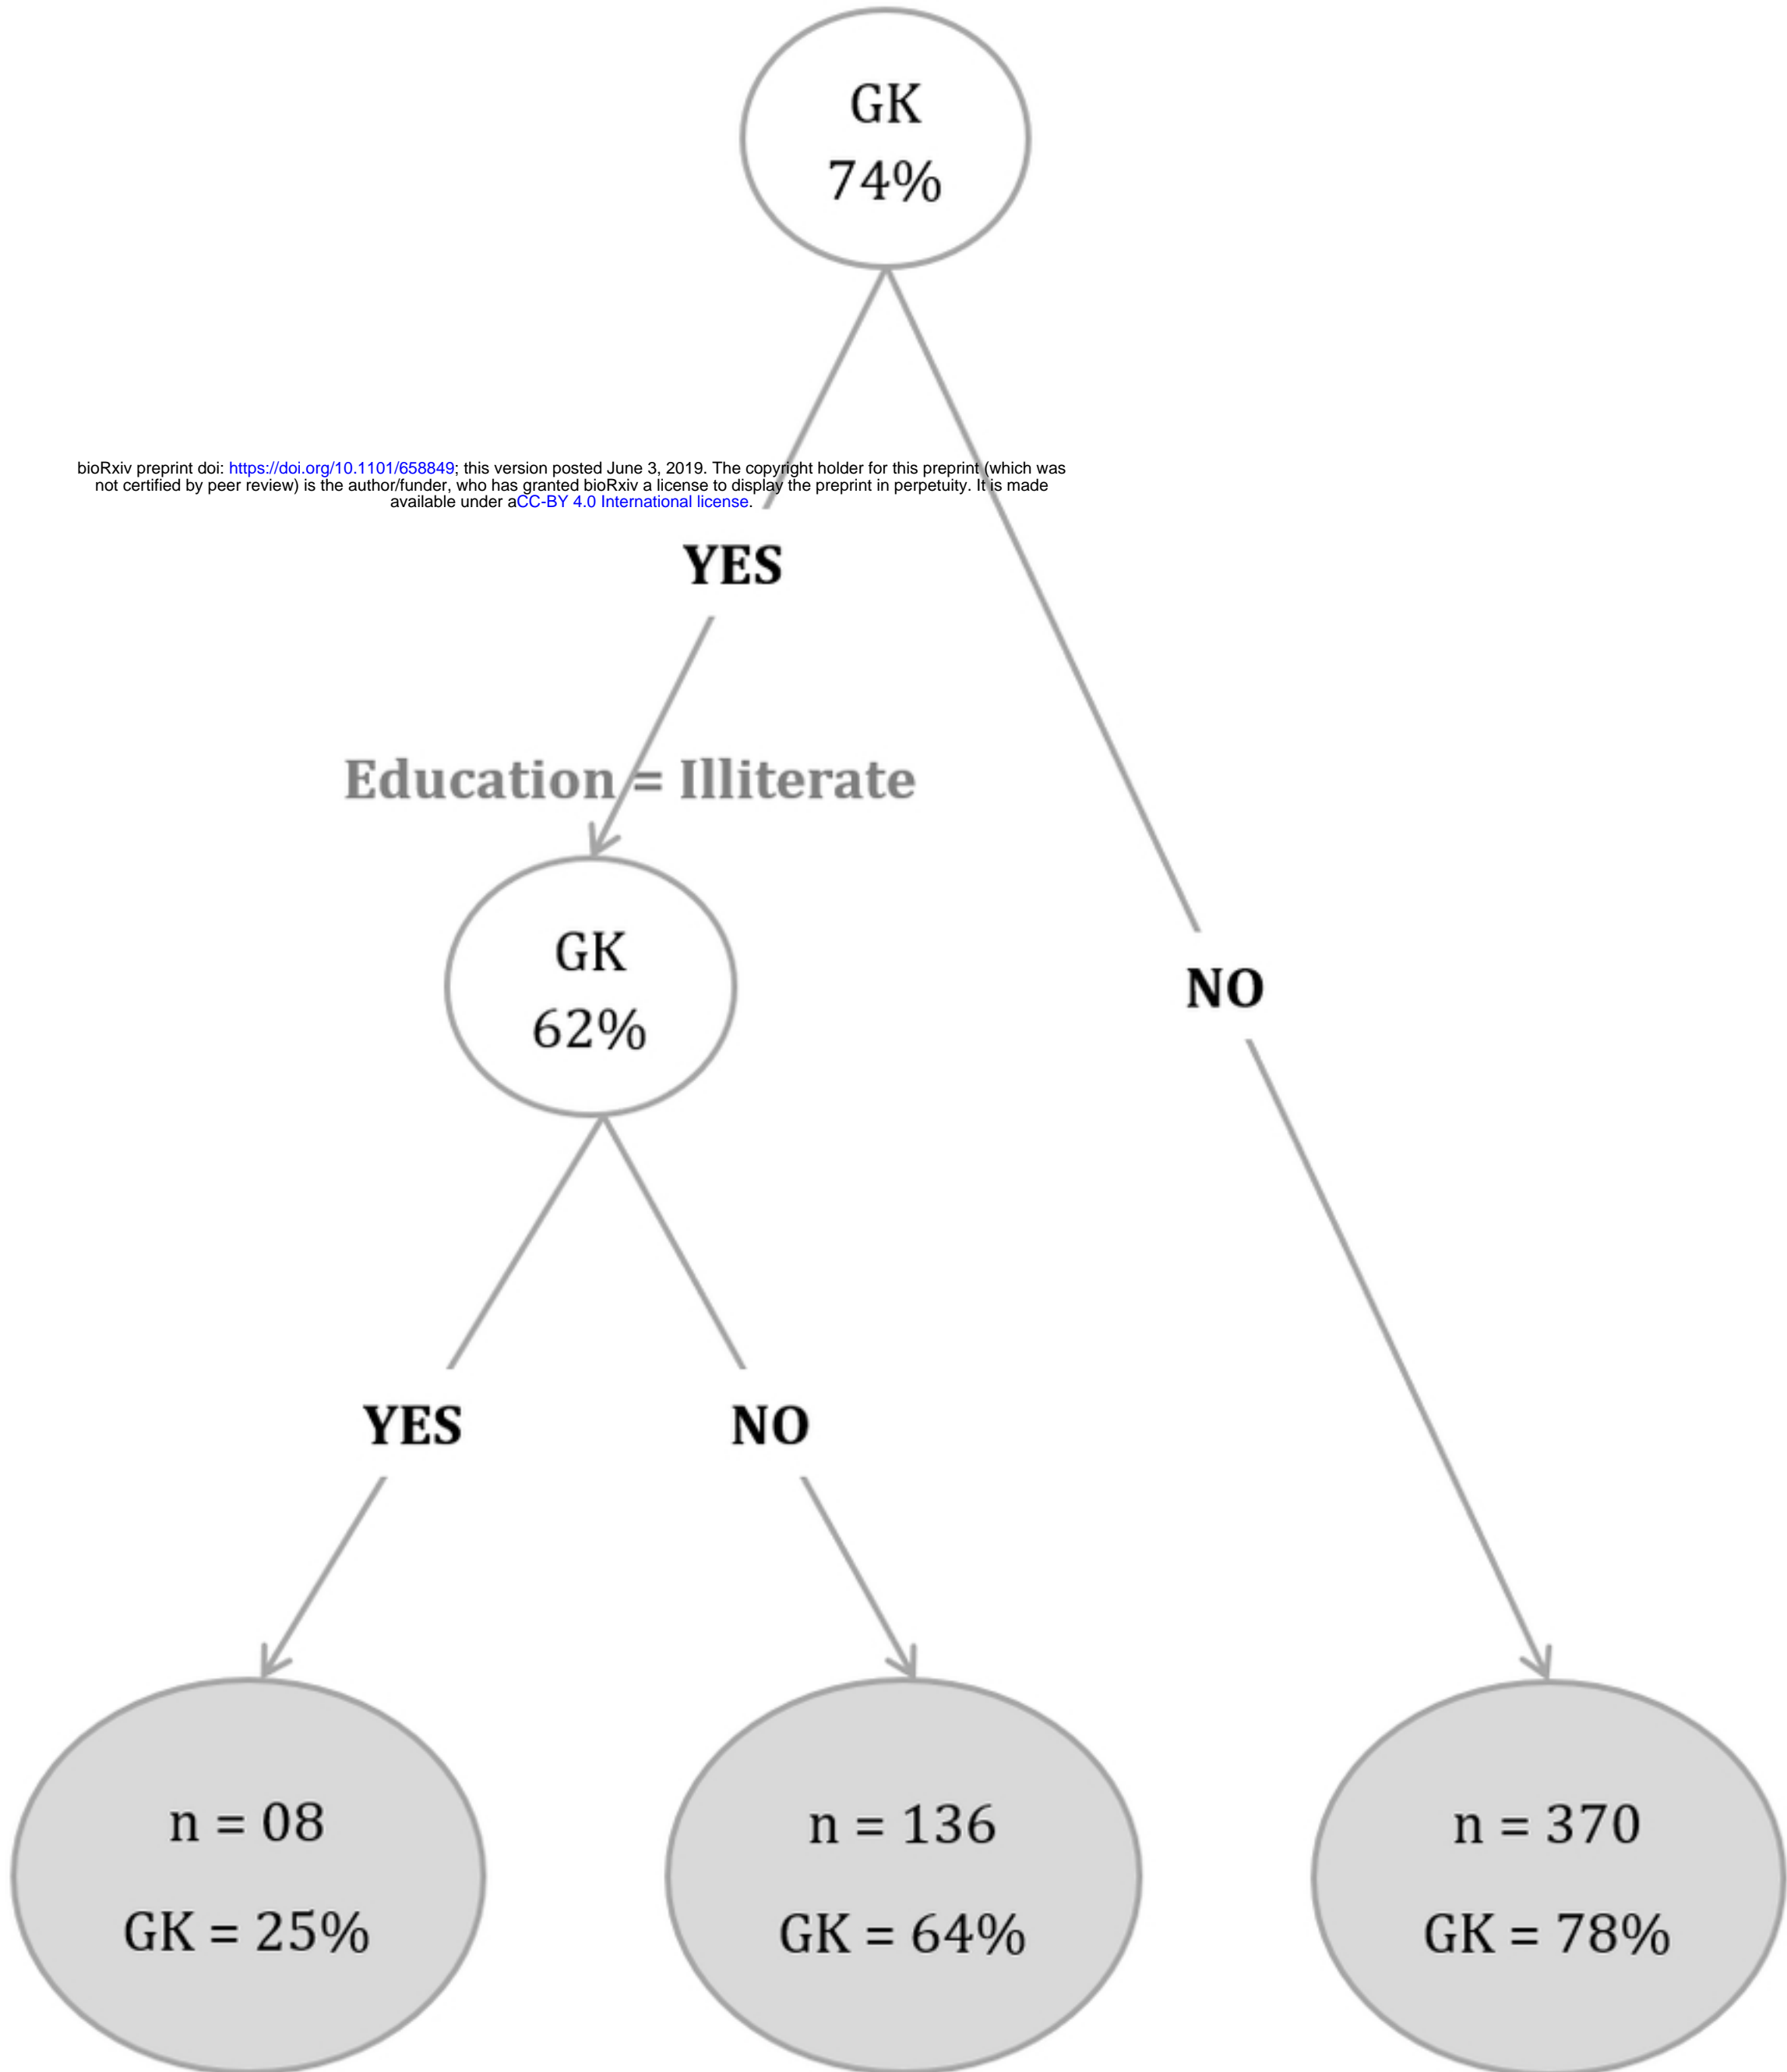 GK
74%
bioRxiv preprint doi: https://doi.org/10.1101/658849; this version posted June 3, 2019. The copyright holder for this preprint (which was
not certified by peer review) is the author/funder, who has granted bioRxiv a license to display the preprint in perpetuity. It is made
available under aCC-BY 4.0 International license.
YES
Education = Illiterate
GK
62%
NO
YES
NO
n = 08
GK = 25%
n = 136
GK = 64%
n = 370
GK = 78%